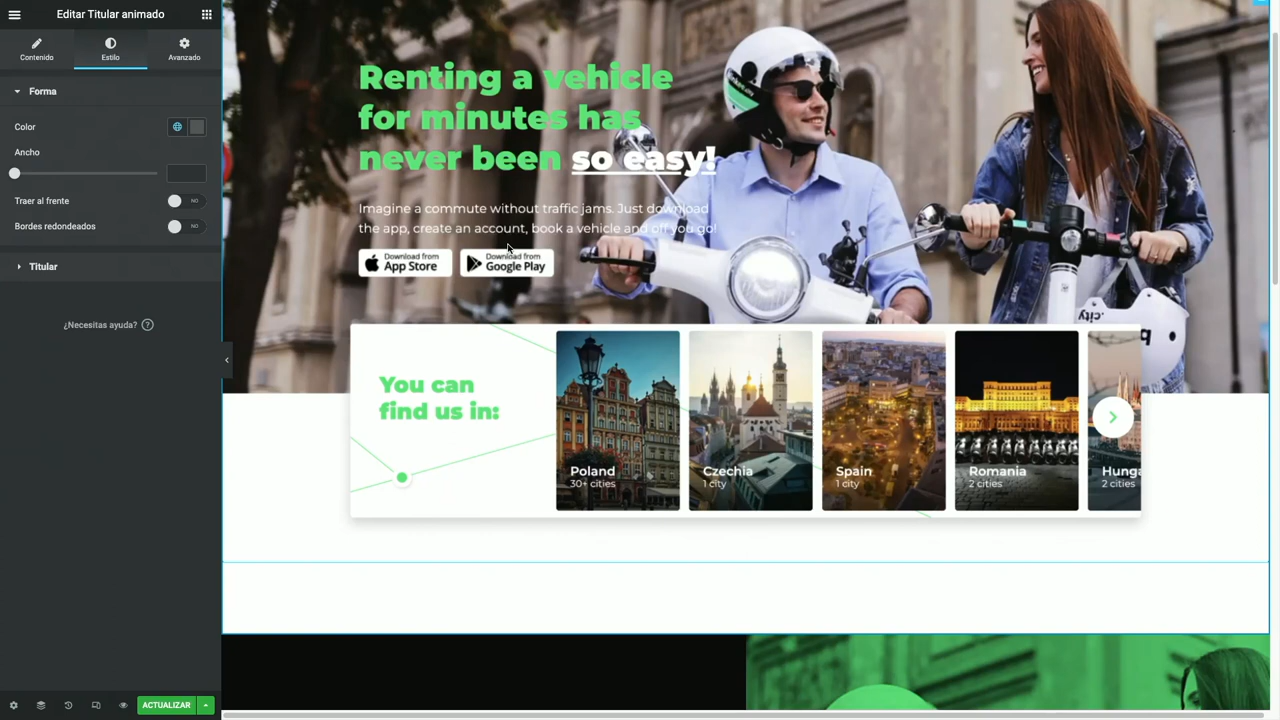 Editar Titular animado
Contenido
Estilo
Avanzado
Forma
Color
Ancho
Traer al frente
NO
Bordes redondeados
NO
Titular
¿Necesitas ayuda? ?
ACTUALIZAR
Renting a vehicle
for minutes has
never been so easy!
Imagine a commute without traffic jams. Just download
the app, create an account, book a vehicle and off you go!
Download from
App Store
Download from
Google Play
.city
You can
find us in:
Poland
30+ cities
Czechia
1 city
Spain
1 city
Romania
2 cities
Hunga
2 cities